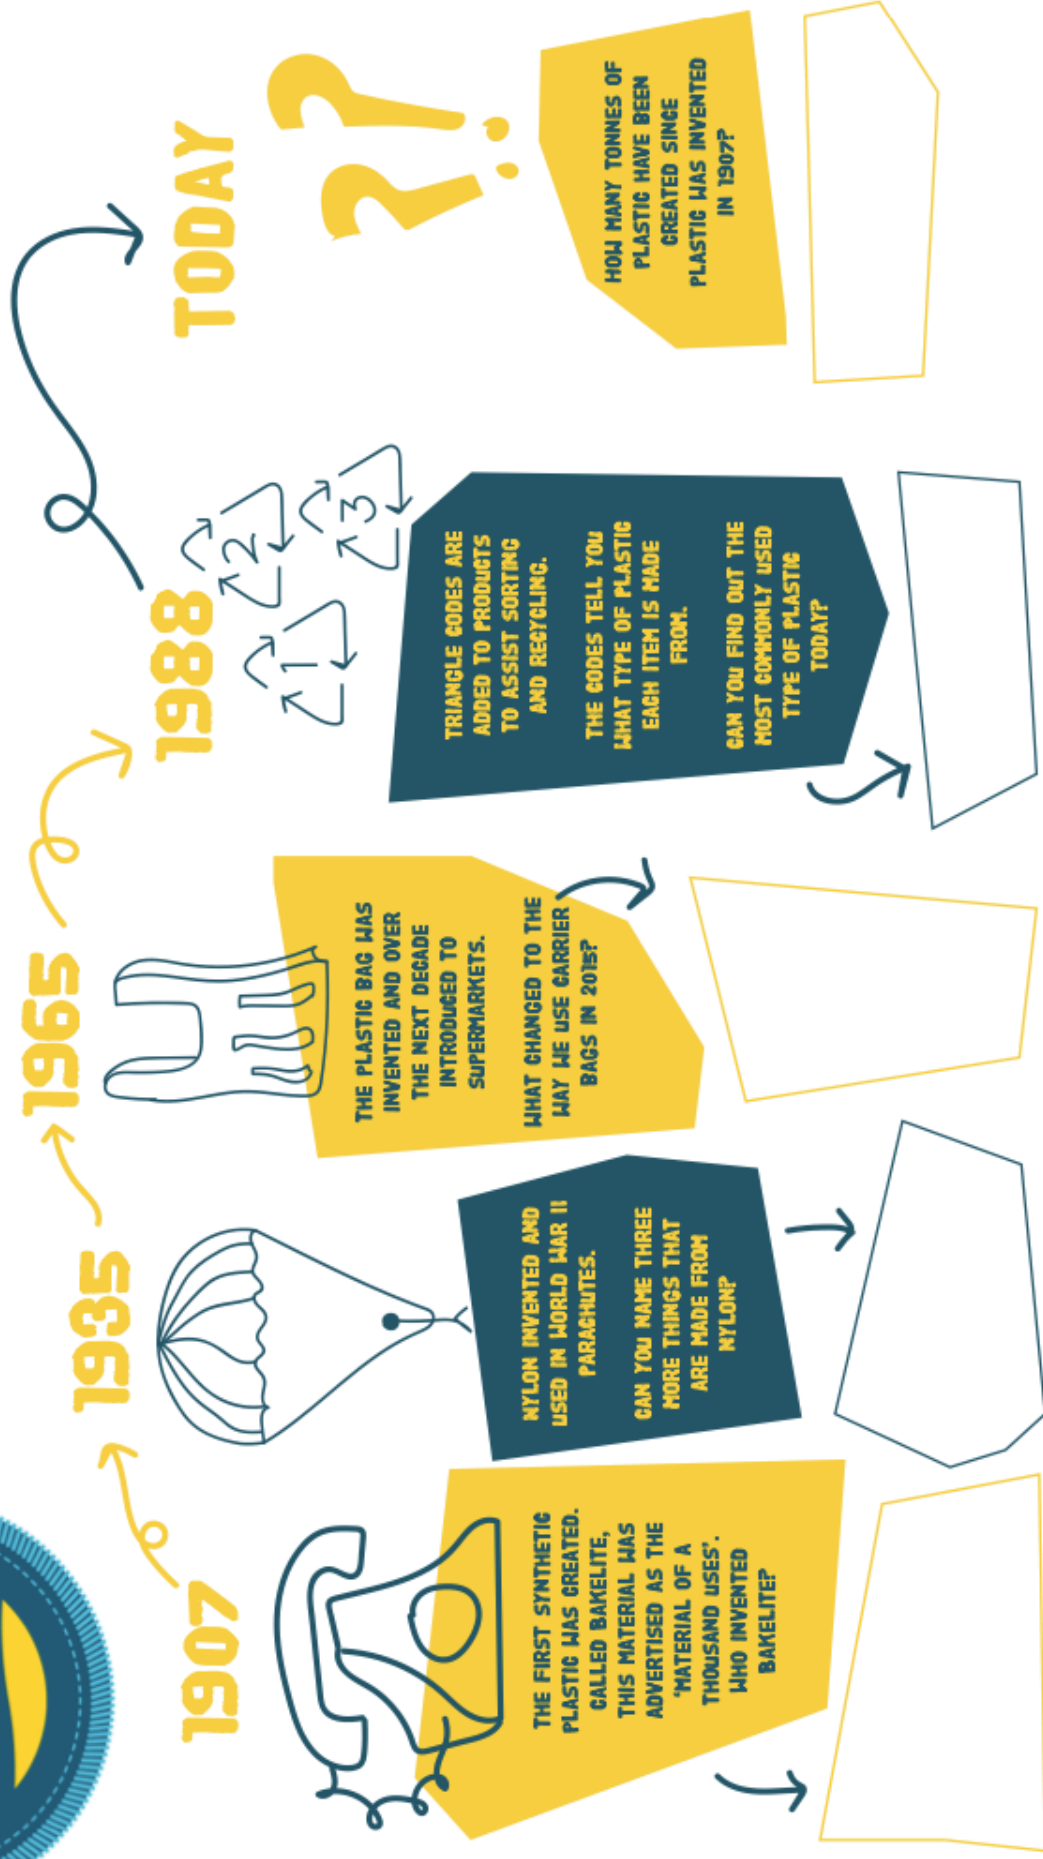 1907
THE FIRST SYNTHETIC
PLASTIC WAS CREATED.
CALLED BAKELITE,
THIS MATERIAL WAS
ADVERTISED AS THE
'MATERIAL OF A
THOUSAND USES'.
WHO INVENTED
BAKELITE?
1935
NYLON INVENTED AND
USED IN WORLD WAR II
PARACHUTES.
CAN YOU NAME THREE
MORE THINGS THAT
ARE MADE FROM
NYLON?
1965
THE PLASTIC BAG WAS
INVENTED AND OVER
THE NEXT DECADE
INTRODUCED TO
SUPERMARKETS.
WHAT CHANGED TO THE
WAY WE USE CARRIER
BAGS IN 2015?
1988
1
2
3
TRIANGLE CODES ARE
ADDED TO PRODUCTS
TO ASSIST SORTING
AND RECYCLING.
THE CODES TELL YOU
WHAT TYPE OF PLASTIC
EACH ITEM IS MADE
FROM.
CAN YOU FIND OUT THE
MOST COMMONLY USED
TYPE OF PLASTIC
TODAY?
TODAY
??
HOW MANY TONNES OF
PLASTIC HAVE BEEN
CREATED SINCE
PLASTIC WAS INVENTED
IN 1907?